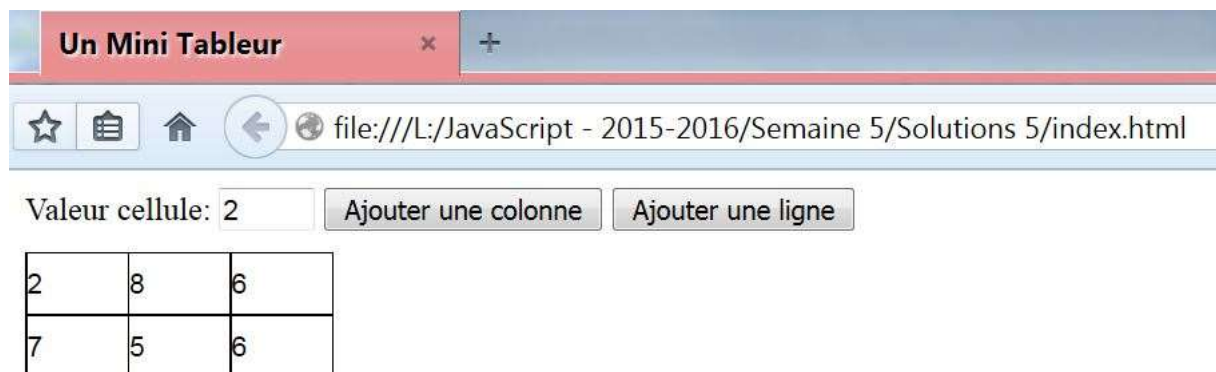 Un Mini Tableur
file:///L:/JavaScript - 2015-2016/Semaine 5/Solutions 5/index.html
Valeur cellule: 2 Ajouter une colonne Ajouter une ligne
2 8 6
7 5 6